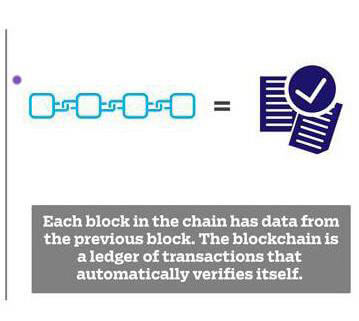 Each block in the chain has data from
the previous block. The blockchain is
a ledger of transactions that
automatically verifies itself.